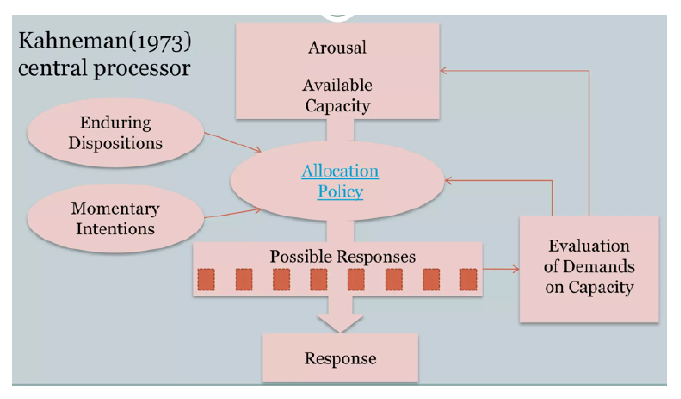 Kahneman(1973)
central processor
Arousal
Available
Capacity
Enduring
Dispositions
Allocation
Policy
Momentary
Intentions
Possible Responses
Evaluation
of Demands
on Capacity
Response